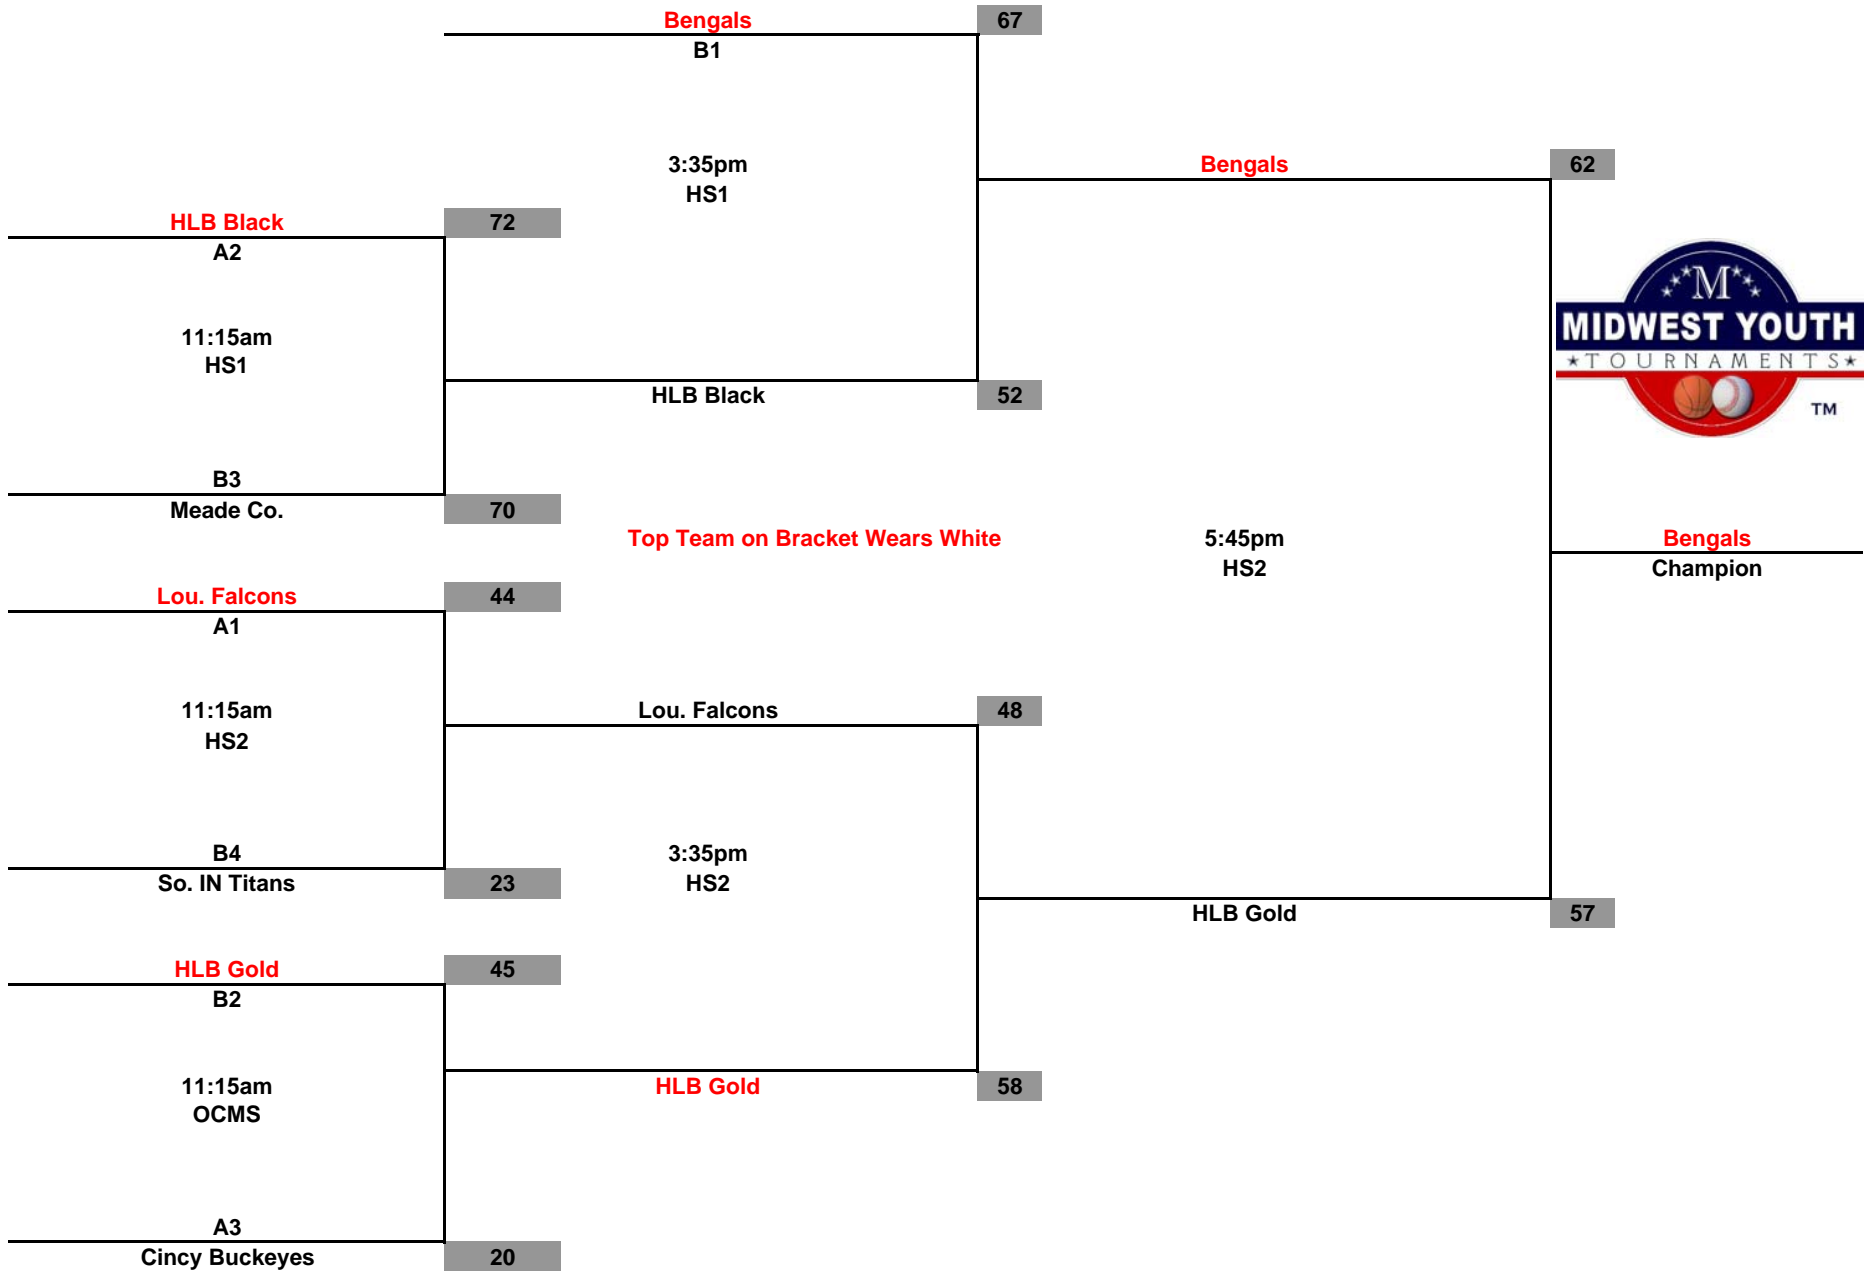 Bengals 67
B1
3:35pm
HS1
Bengals 62
HLB Black 72
A2
11:15am
HS1
HLB Black 52
B3
Meade Co. 70
M
MIDWEST YOUTH
★TOURNAMENTS★
TM
Top Team on Bracket Wears White
5:45pm
HS2
Bengals
Champion
Lou. Falcons 44
A1
11:15am
HS2
Lou. Falcons 48
B4
So. IN Titans 23
3:35pm
HS2
HLB Gold 57
HLB Gold 45
B2
11:15am
OCMS
HLB Gold 58
A3
Cincy Buckeyes 20